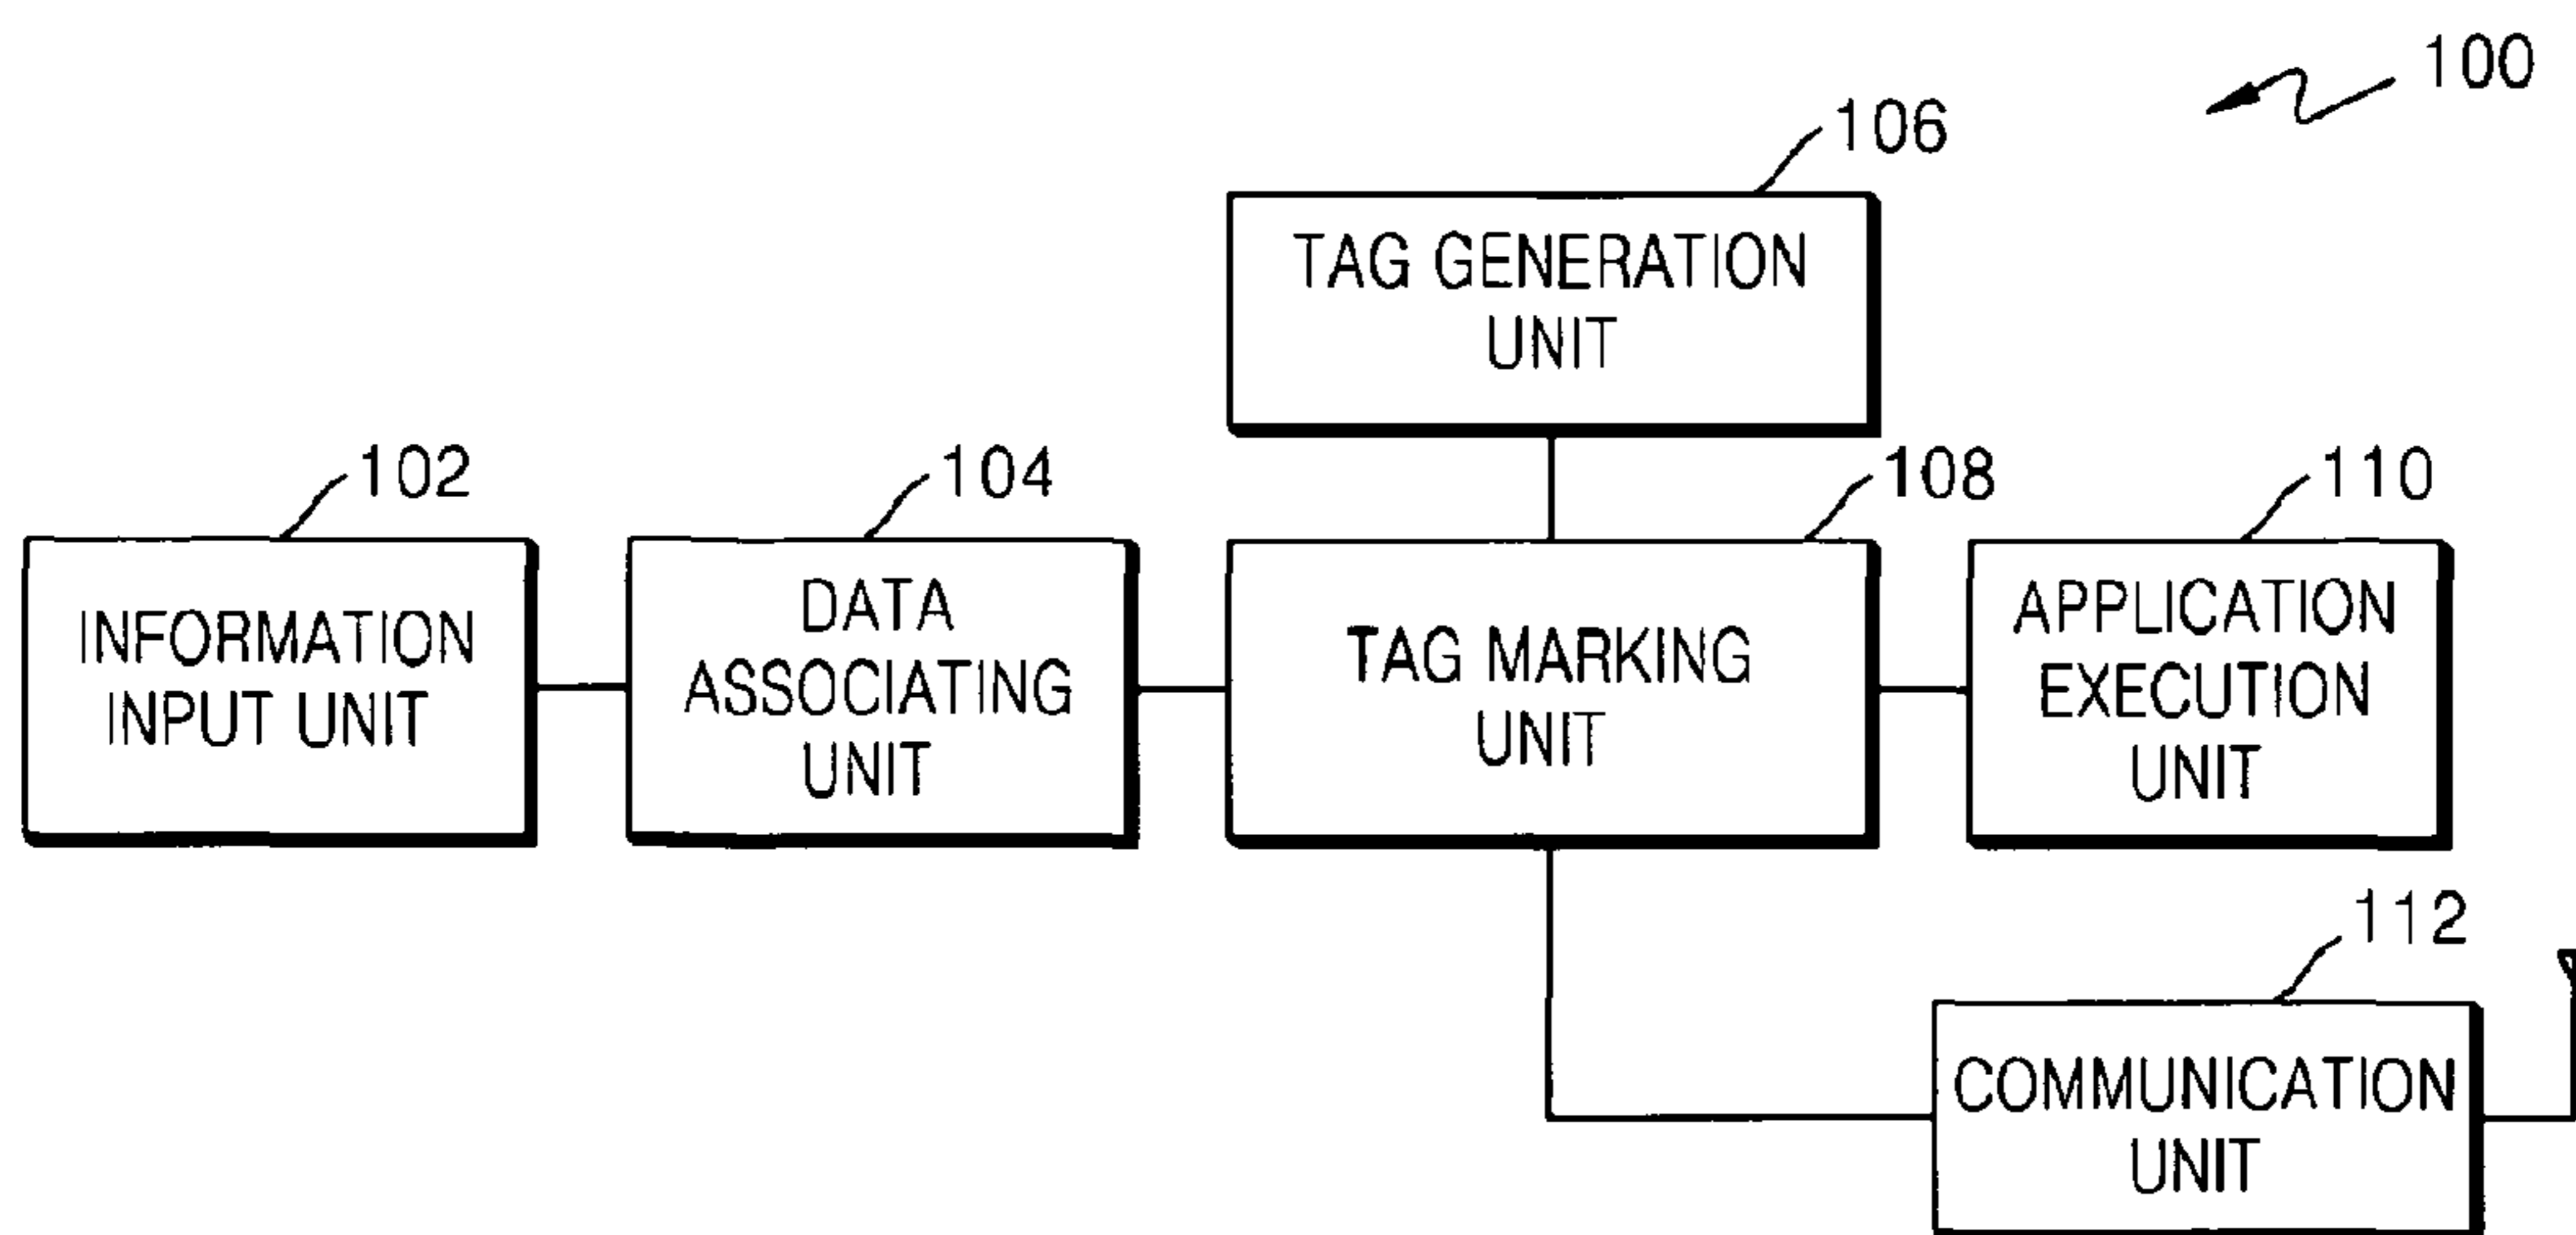 100
106
TAG GENERATION
UNIT
102
104
108
110
INFORMATION
INPUT UNIT
DATA
ASSOCIATING
UNIT
TAG MARKING
UNIT
APPLICATION
EXECUTION
UNIT
112
COMMUNICATION
UNIT